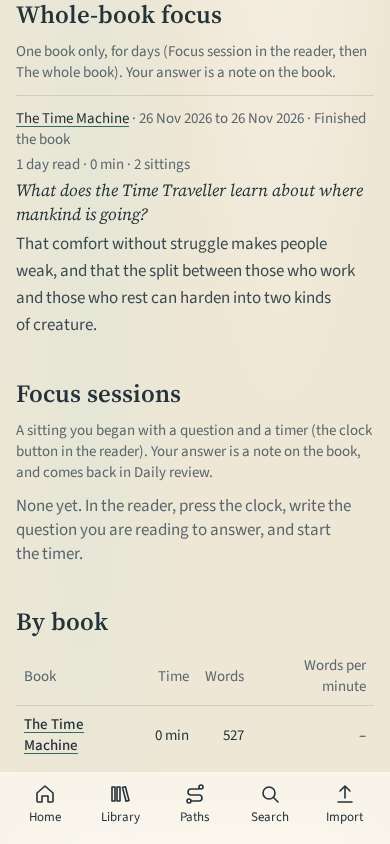 Whole-book focus
One book only, for days (Focus session in the reader, then
The whole book). Your answer is a note on the book.
The Time Machine · 26 Nov 2026 to 26 Nov 2026 · Finished
the book
1 day read · 0 min · 2 sittings
What does the Time Traveller learn about where
mankind is going?
That comfort without struggle makes people
weak, and that the split between those who work
and those who rest can harden into two kinds
of creature.
Focus sessions
A sitting you began with a question and a timer (the clock
button in the reader). Your answer is a note on the book,
and comes back in Daily review.
None yet. In the reader, press the clock, write the
question you are reading to answer, and start
the timer.
By book
Book Time Words Words per
minute
The Time
Machine 0 min 527 –
Home Library Paths Search Import